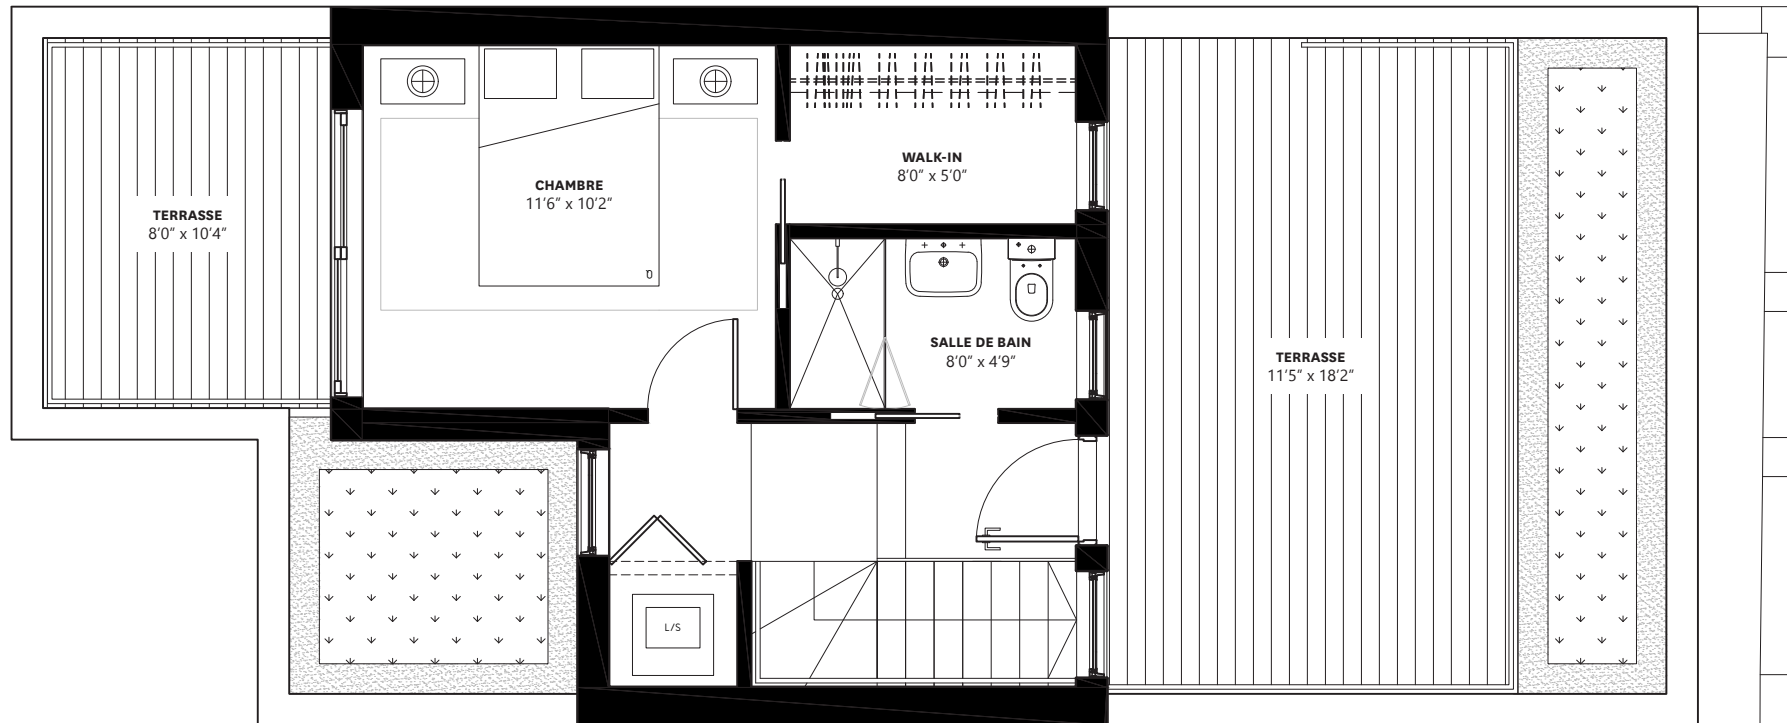 TERRASSE
8'0" x 10'4"
CHAMBRE
11'6" x 10'2"
WALK-IN
8'0" x 5'0"
SALLE DE BAIN
8'0" x 4'9"
TERRASSE
11'5" x 18'2"
L/S